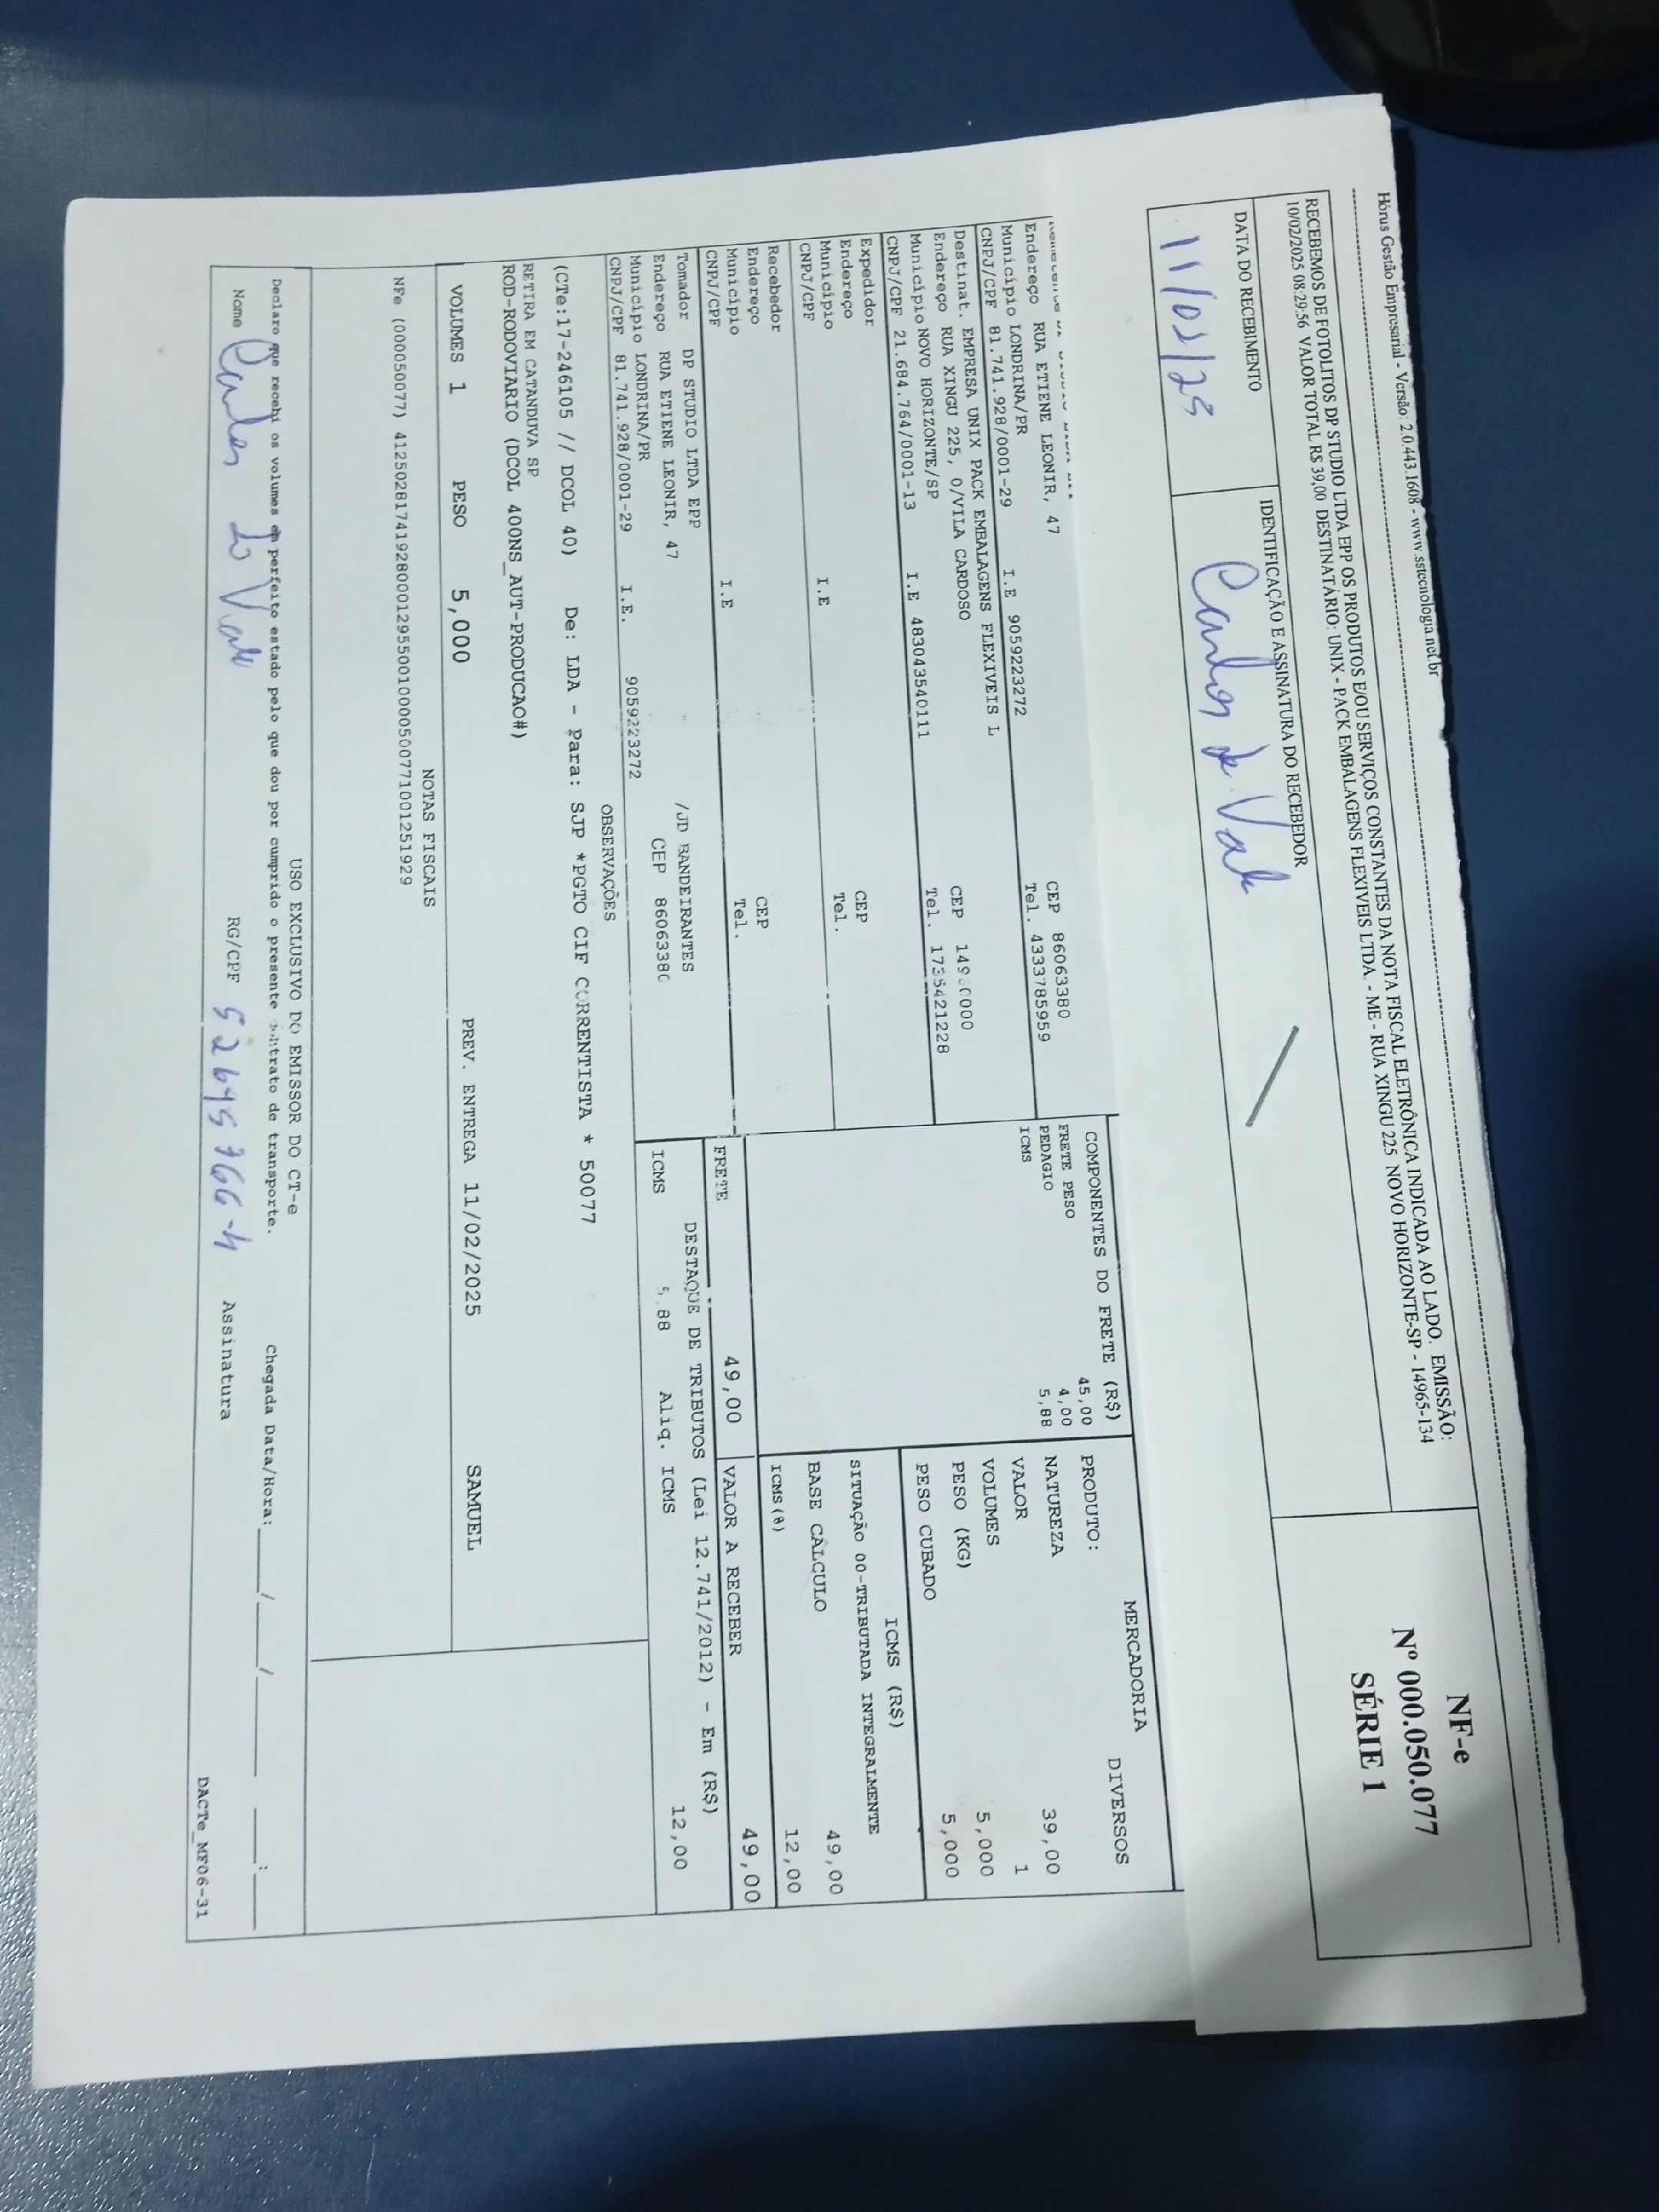 Hórus Gestão Empresarial - Versão: 2.0.443.1608 - www.sstecnologia.net.br
RECEBEMOS DE FOTOLITOS DP STUDIO LTDA EPP OS PRODUTOS E/OU SERVIÇOS CONSTANTES DA NOTA FISCAL ELETRÔNICA INDICADA AO LADO. EMISSÃO:
10/02/2025 08:29:56 VALOR TOTAL R$ 39,00 DESTINATÁRIO: UNIX - PACK EMBALAGENS FLEXIVEIS LTDA. - ME - RUA XINGU 225 NOVO HORIZONTE-SP - 14965-134
NF-e
Nº 000.050.077
SÉRIE 1
DATA DO RECEBIMENTO
IDENTIFICAÇÃO E ASSINATURA DO RECEBEDOR
Carlos do Vale
Endereço RUA ETIENE LEONIR, 47 CEP 86063380
Município LONDRINA/PR Tel. 4333785959
CNPJ/CPF 81.741.928/0001-29 I.E 9059223272
Destinat. EMPRESA UNIX PACK EMBALAGENS FLEXIVEIS L
Endereço RUA XINGU 225, 0/VILA CARDOSO CEP
Município NOVO HORIZONTE/SP Tel. 1735421228
CNPJ/CPF 21.684.764/0001-13 I.E 483043540111
Expedidor
Endereço CEP
Município Tel.
CNPJ/CPF I.E
Recebedor
Endereço CEP
Município Tel.
CNPJ/CPF I.E
Tomador DP STUDIO LTDA EPP /JD BANDEIRANTES
Endereço RUA ETIENE LEONIR, 47 CEP 86063380
Município LONDRINA/PR
CNPJ/CPF 81.741.928/0001-29 I.E. 9059223272
COMPONENTES DO FRETE (R$)
FRETE PESO 45,00
PEDAGIO 4,00
ICMS 5,88
MERCADORIA
PRODUTO: DIVERSOS
NATUREZA
VALOR 39,00
VOLUMES 1
PESO (KG) 5,000
PESO CUBADO 5,000
ICMS (R$)
SITUAÇÃO 00-TRIBUTADA INTEGRALMENTE
BASE CÁLCULO 49,00
ICMS(%) 12,00
FRETE 49,00 VALOR A RECEBER 49,00
DESTAQUE DE TRIBUTOS (Lei 12.741/2012) - Em (R$)
ICMS 5,88 Aliq. ICMS 12,00
OBSERVAÇÕES
(CTe:17-246105 // DCOL 40) De: LDA - Para: SJP *PGTO CIF CORRENTISTA * 50077
RETIRA EM CATANDUVA SP
ROD-RODOVIARIO (DCOL 400NS_AUT-PRODUCAO#)
VOLUMES 1 PESO 5,000 PREV. ENTREGA 11/02/2025 SAMUEL
NOTAS FISCAIS
NFe (000050077) 41250281741928000129550010000500771001251929
USO EXCLUSIVO DO EMISSOR DO CT-e
Declaro que recebi os volumes em perfeito estado pelo que dou por cumprido o presente contrato de transporte. Chegada Data/Hora:___/___/______ ___:___
Nome Carlos do Vale RG/CPF Assinatura
DACTe_MF06-31